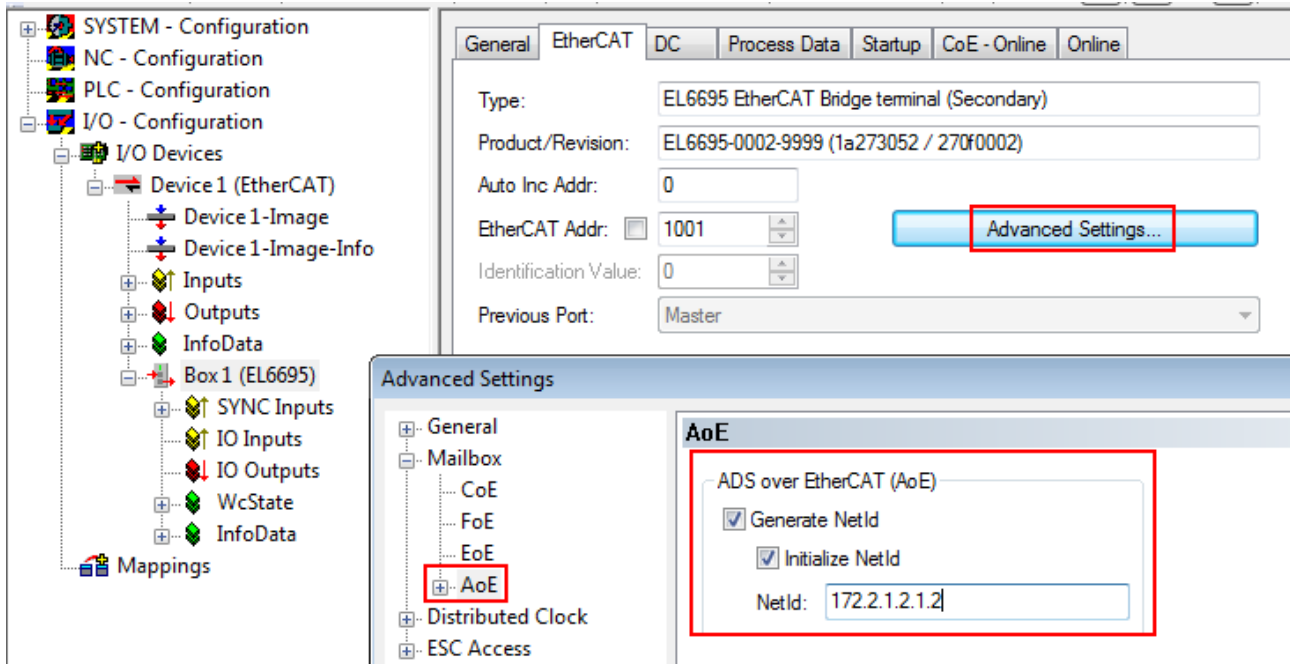 SYSTEM - Configuration
NC - Configuration
PLC - Configuration
I/O - Configuration
I/O Devices
Device 1 (EtherCAT)
Device 1-Image
Device 1-Image-Info
Inputs
Outputs
InfoData
Box 1 (EL6695)
SYNC Inputs
IO Inputs
IO Outputs
WcState
InfoData
Mappings
General EtherCAT DC Process Data Startup CoE - Online Online
Type: EL6695 EtherCAT Bridge terminal (Secondary)
Product/Revision: EL6695-0002-9999 (1a273052 / 270f0002)
Auto Inc Addr: 0
EtherCAT Addr: 1001 Advanced Settings...
Identification Value: 0
Previous Port: Master
Advanced Settings
General
Mailbox
CoE
FoE
EoE
AoE
Distributed Clock
ESC Access
AoE
ADS over EtherCAT (AoE)
Generate NetId
Initialize NetId
NetId: 172.2.1.2.1.2